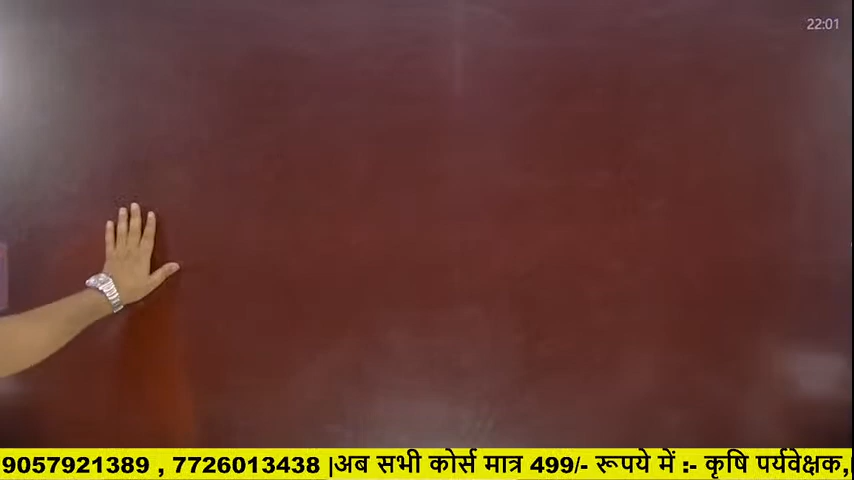 22:01
9057921389 , 7726013438 |अब सभी कोर्स मात्र 499/- रूपये में :- कृषि पर्यवेक्षक,